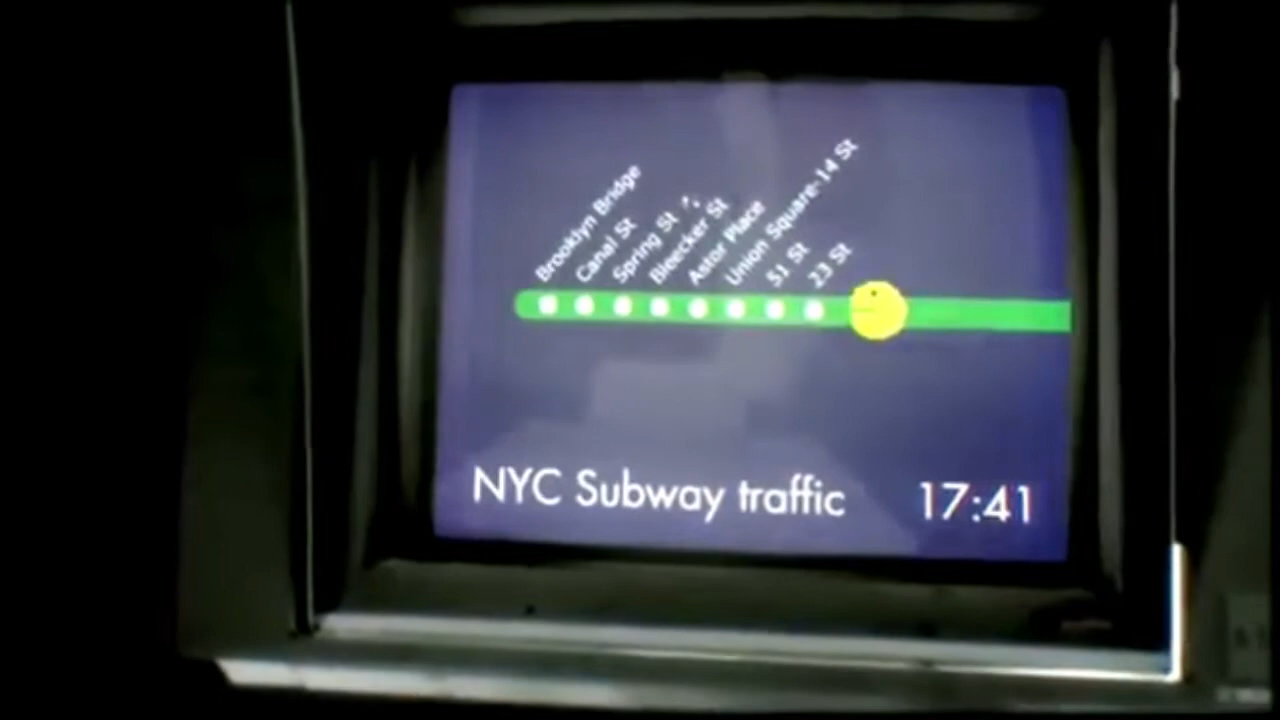 Brooklyn Bridge
Canal St
Spring St
Bleecker St
Astor Place
Union Square-14 St
51 St
23 St
NYC Subway traffic 17:41